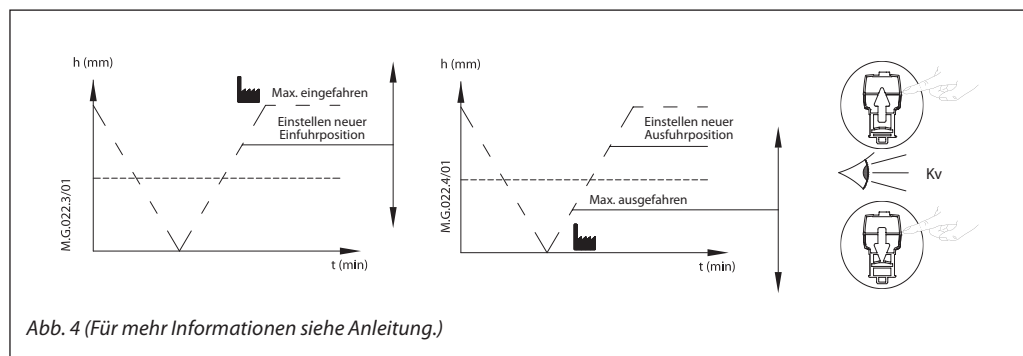 h (mm)
Max. eingefahren
Einstellen neuer
Einfuhrposition
M.G.022.3/01
t (min)
h (mm)
Einstellen neuer
Ausfuhrposition
M.G.022.4/01
Max. ausgefahren
t (min)
Kv
Abb. 4 (Für mehr Informationen siehe Anleitung.)